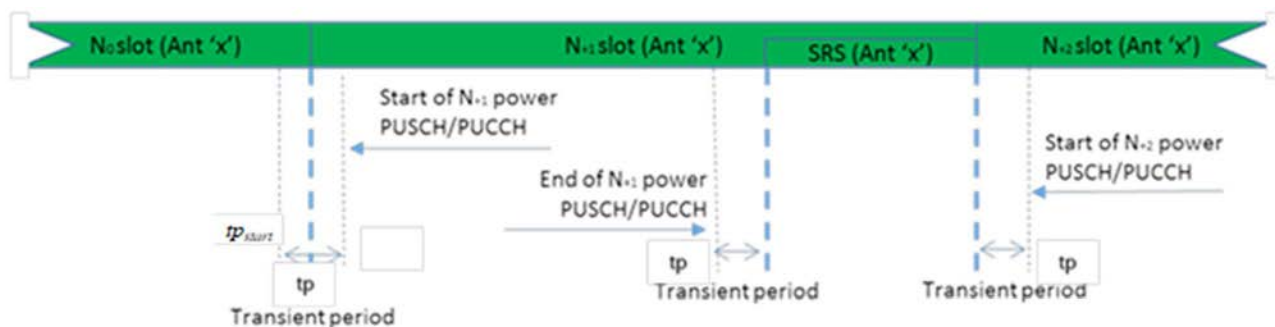 N₀ slot (Ant ‘x’)
N₊₁ slot (Ant ‘x’)
SRS (Ant ‘x’)
N₊₂ slot (Ant ‘x’)
Start of N₊₁ power
PUSCH/PUCCH
Start of N₊₂ power
PUSCH/PUCCH
End of N₊₁ power
PUSCH/PUCCH
tp_start
tp
Transient period
tp
Transient period
tp
Transient period